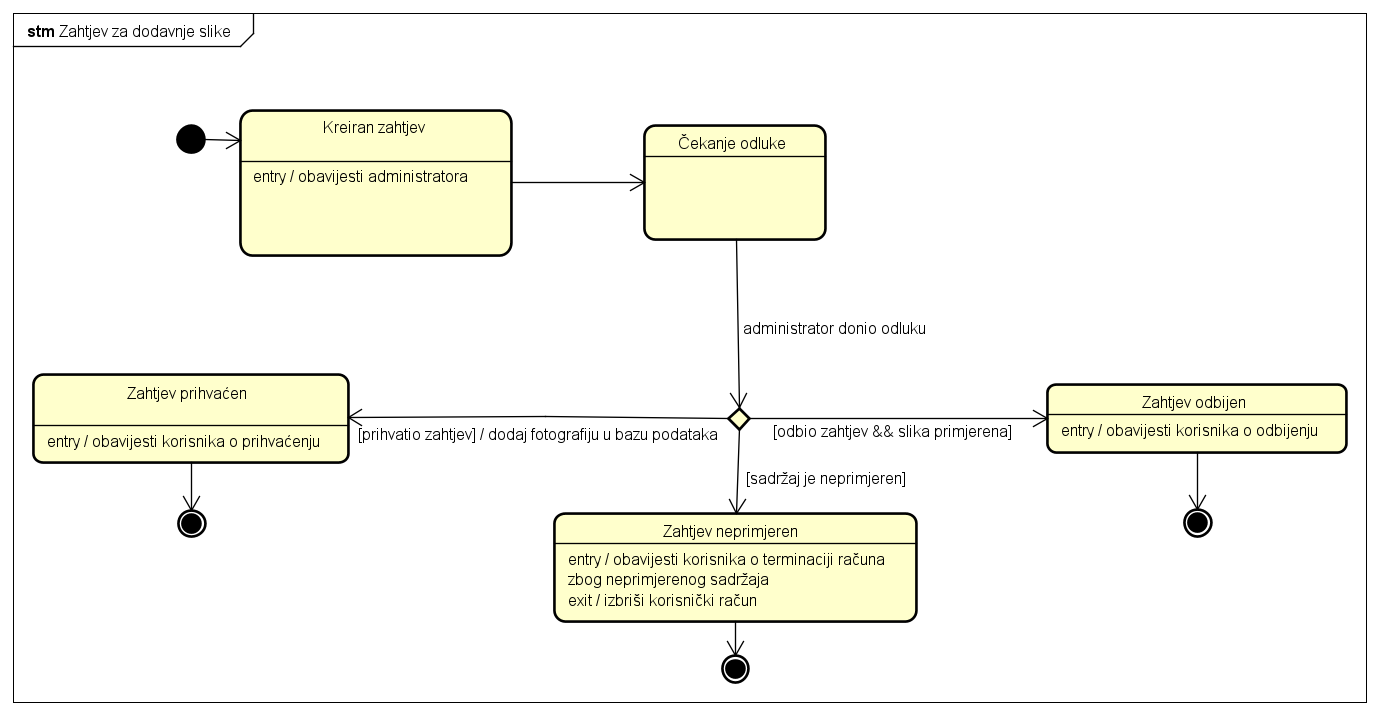 stm Zahtjev za dodavnje slike
Kreiran zahtjev
entry / obavijesti administratora
Čekanje odluke
administrator donio odluku
Zahtjev prihvaćen
entry / obavijesti korisnika o prihvaćenju
[prihvatio zahtjev] / dodaj fotografiju u bazu podataka
[odbio zahtjev && slika primjerena]
Zahtjev odbijen
entry / obavijesti korisnika o odbijenju
[sadržaj je neprimjeren]
Zahtjev neprimjeren
entry / obavijesti korisnika o terminaciji računa
zbog neprimjerenog sadržaja
exit / izbriši korisnički račun